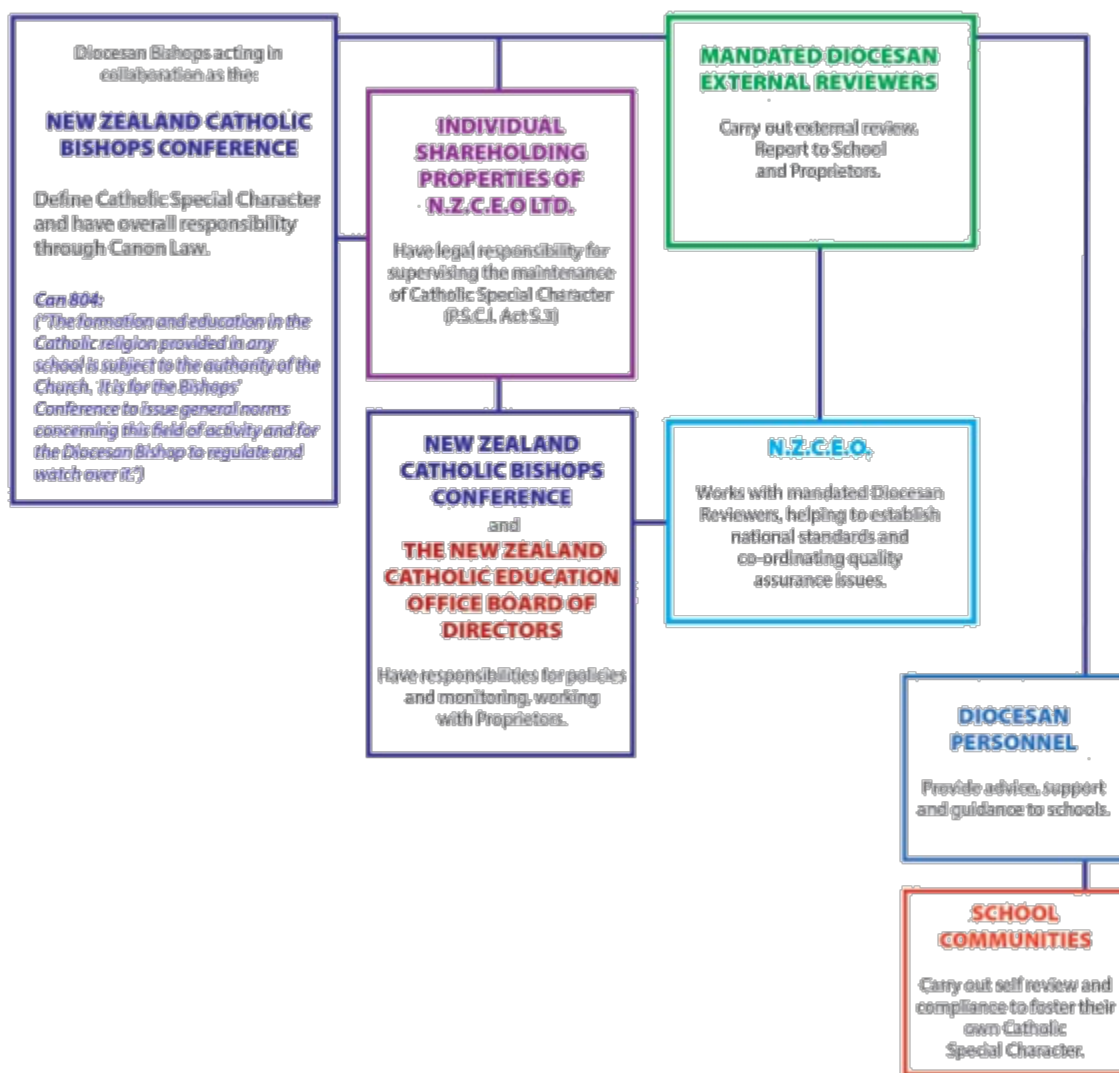 Diocesan Bishops acting in
collaboration as the:
NEW ZEALAND CATHOLIC
BISHOPS CONFERENCE
Define Catholic Special Character
and have overall responsibility
through Canon Law.
Can 804:
("The formation and education in the
Catholic religion provided in any
school is subject to the authority of the
Church. It is for the Bishops'
Conference to issue general norms
concerning this field of activity and for
the Diocesan Bishop to regulate and
watch over it.")
INDIVIDUAL
SHAREHOLDING
PROPERTIES OF
N.Z.C.E.O LTD.
Have legal responsibility for
supervising the maintenance
of Catholic Special Character
(P.S.C.I. Act S.3)
MANDATED DIOCESAN
EXTERNAL REVIEWERS
Carry out external review.
Report to School
and Proprietors.
NEW ZEALAND
CATHOLIC BISHOPS
CONFERENCE
and
THE NEW ZEALAND
CATHOLIC EDUCATION
OFFICE BOARD OF
DIRECTORS
Have responsibilities for policies
and monitoring, working
with Proprietors.
N.Z.C.E.O.
Works with mandated Diocesan
Reviewers, helping to establish
national standards and
co-ordinating quality
assurance issues.
DIOCESAN
PERSONNEL
Provide advice, support
and guidance to schools.
SCHOOL
COMMUNITIES
Carry out self review and
compliance to foster their
own Catholic
Special Character.